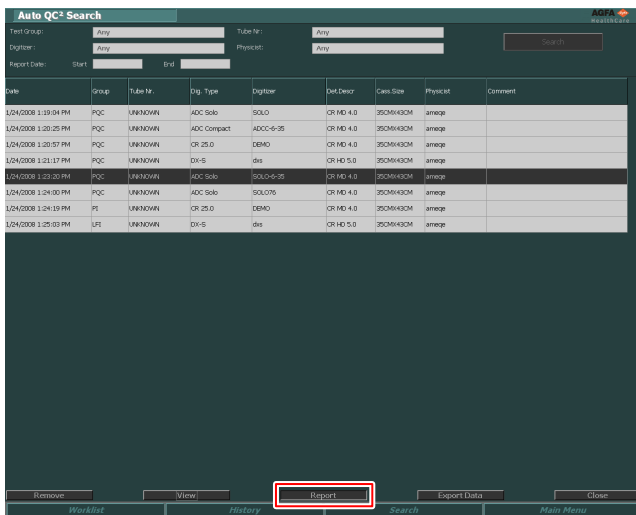 Auto QC² Search
AGFA
HealthCare
Test Group: Any Tube Nr: Any
Digitizer: Any Physicist: Any Search
Report Date: Start End
Date Group Tube Nr. Dig. Type Digitizer Det.Descr Cass.Size Physicist Comment
1/24/2008 1:19:04 PM PQC UNKNOWN ADC Solo SOLO CR MD 4.0 35CMX43CM ameqe
1/24/2008 1:20:25 PM PQC UNKNOWN ADC Compact ADCC-6-35 CR MD 4.0 35CMX43CM ameqe
1/24/2008 1:20:57 PM PQC UNKNOWN CR 25.0 DEMO CR MD 4.0 35CMX43CM ameqe
1/24/2008 1:21:17 PM PQC UNKNOWN DX-S dxs CR HD 5.0 35CMX43CM ameqe
1/24/2008 1:23:20 PM PQC UNKNOWN ADC Solo SOLO-6-35 CR MD 4.0 35CMX43CM ameqe
1/24/2008 1:24:00 PM PQC UNKNOWN ADC Solo SOLO76 CR MD 4.0 35CMX43CM ameqe
1/24/2008 1:24:19 PM PI UNKNOWN CR 25.0 DEMO CR MD 4.0 35CMX43CM ameqe
1/24/2008 1:25:03 PM LFI UNKNOWN DX-S dxs CR HD 5.0 35CMX43CM ameqe
Remove View Report Export Data Close
Worklist History Search Main Menu